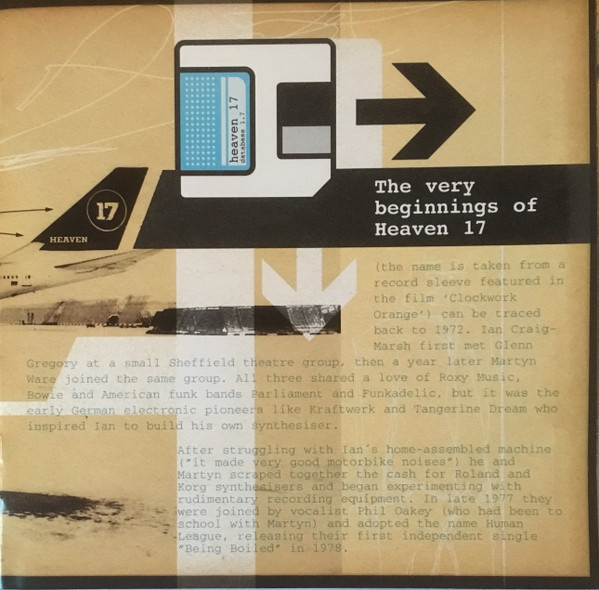 heaven 17
database 1.7
17
HEAVEN
The very
beginnings of
Heaven 17
(the name is taken from a
record sleeve featured in
the film ‘Clockwork
Orange’) can be traced
back to 1972. Ian Craig-
Marsh first met Glenn
Gregory at a small Sheffield theatre group, then a year later Martyn
Ware joined the same group. All three shared a love of Roxy Music,
Bowie and American funk bands Parliament and Funkadelic, but it was the
early German electronic pioneers like Kraftwerk and Tangerine Dream who
inspired Ian to build his own synthesiser.
After struggling with Ian´s home-assembled machine
("it made very good motorbike noises") he and
Martyn scraped together the cash for Roland and
Korg synthesisers and began experimenting with
rudimentary recording equipment. In late 1977 they
were joined by vocalist Phil Oakey (who had been to
school with Martyn) and adopted the name Human
League, releasing their first independent single
"Being Boiled" in 1978.